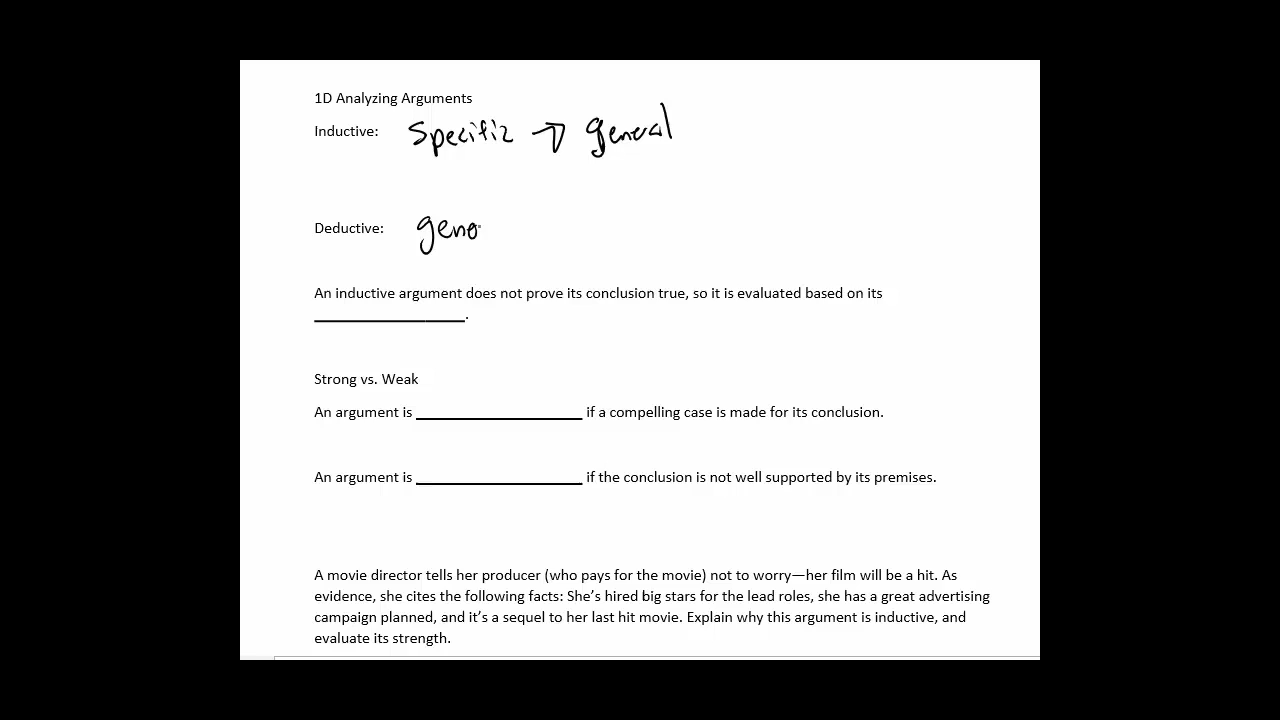 1D Analyzing Arguments
Inductive: Specific → general
Deductive: gene
An inductive argument does not prove its conclusion true, so it is evaluated based on its
____________________.
Strong vs. Weak
An argument is ______________________ if a compelling case is made for its conclusion.
An argument is ______________________ if the conclusion is not well supported by its premises.
A movie director tells her producer (who pays for the movie) not to worry—her film will be a hit. As
evidence, she cites the following facts: She’s hired big stars for the lead roles, she has a great advertising
campaign planned, and it’s a sequel to her last hit movie. Explain why this argument is inductive, and
evaluate its strength.